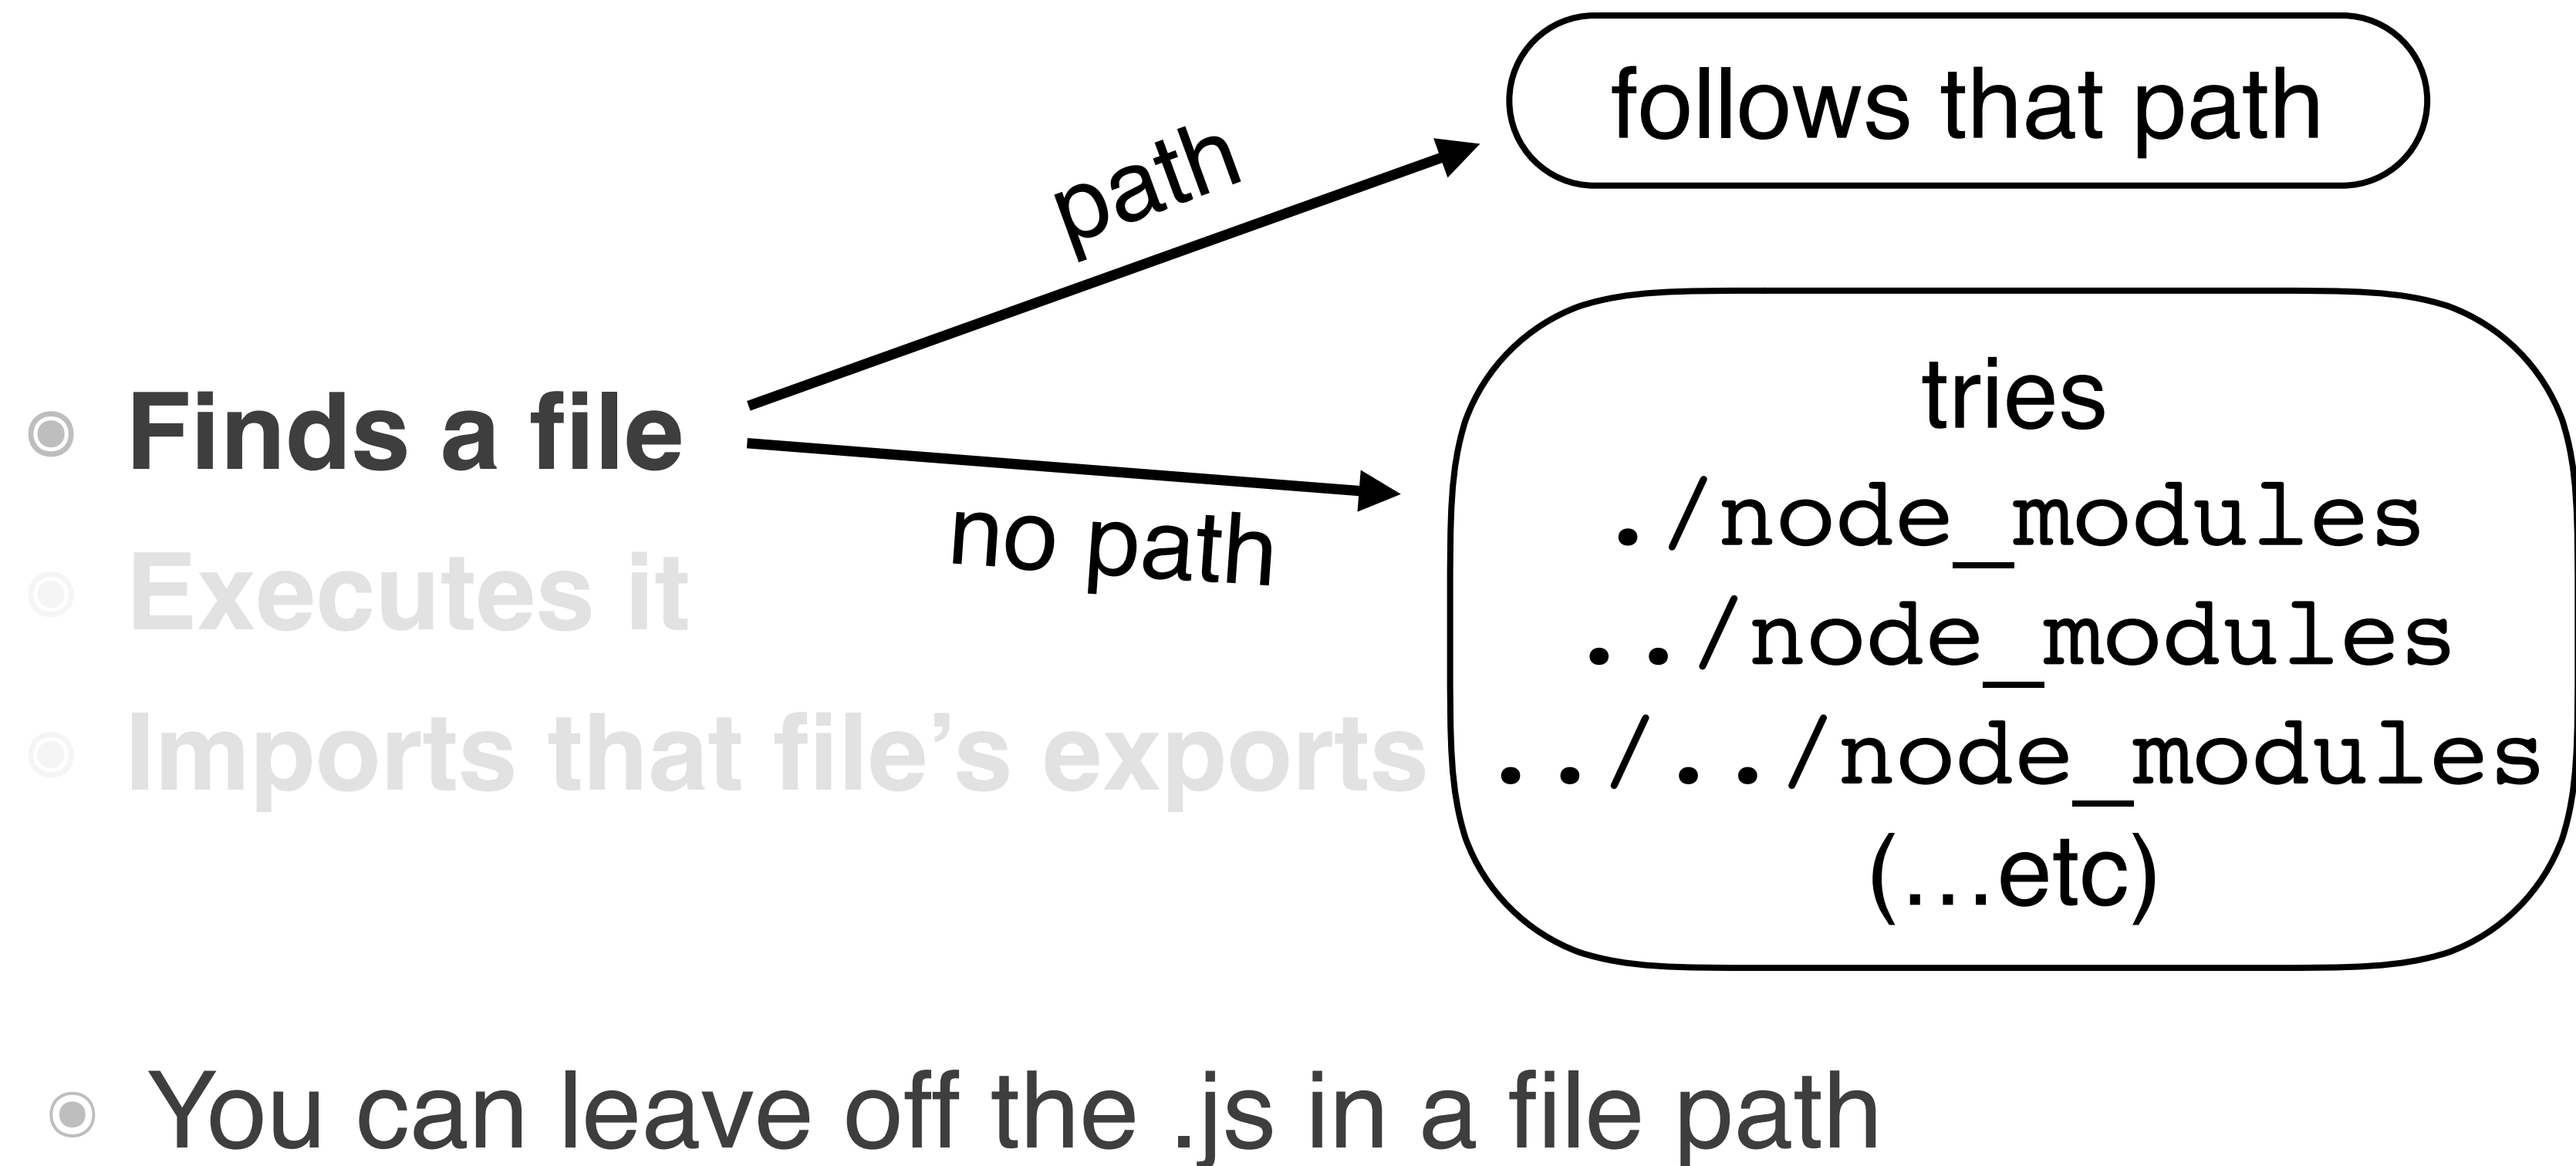 follows that path
path
Finds a file
no path
tries
./node_modules
../node_modules
../../node_modules
(…etc)
Executes it
Imports that file’s exports
You can leave off the .js in a file path